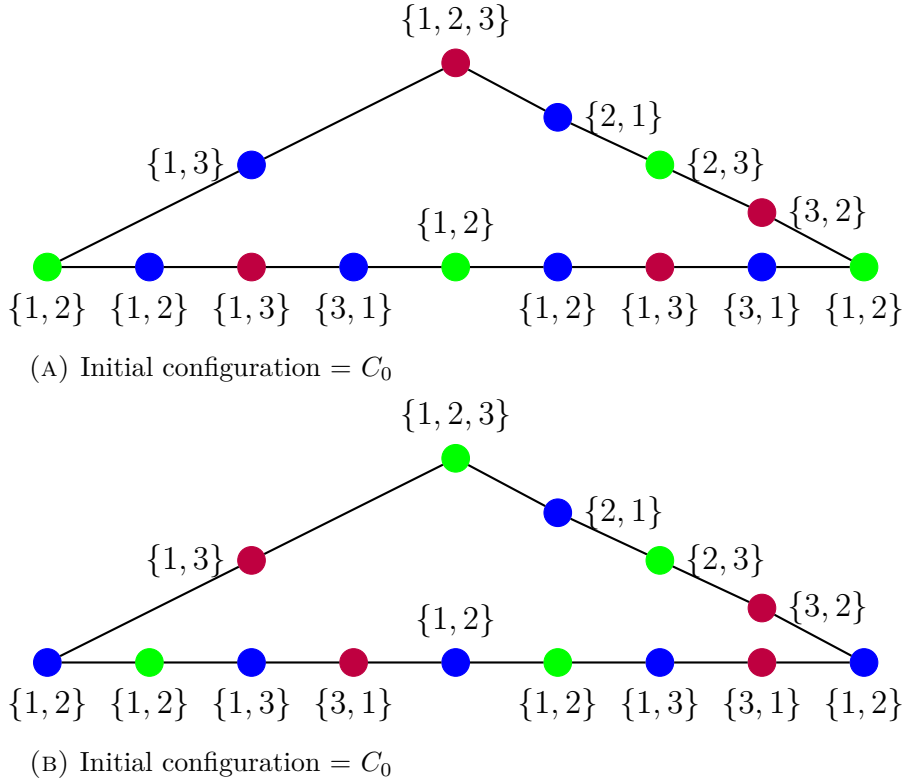 {1, 2, 3}
{2, 1}
{1, 3} {2, 3}
{3, 2}
{1, 2}
{1, 2} {1, 2} {1, 3} {3, 1} {1, 2} {1, 3} {3, 1} {1, 2}
(A) Initial configuration = C₀
{1, 2, 3}
{2, 1}
{1, 3} {2, 3}
{3, 2}
{1, 2}
{1, 2} {1, 2} {1, 3} {3, 1} {1, 2} {1, 3} {3, 1} {1, 2}
(B) Initial configuration = C₀